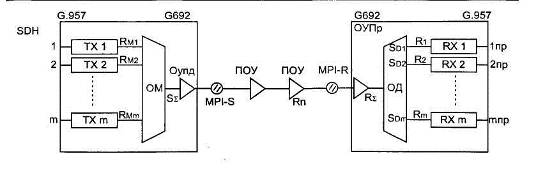 G.957 G692 G692 G.957
SDH ОУПр
1 TX 1 RM1 SD1 R1 RX 1 1пр
2 TX 2 RM2 Оупд ПОУ ПОУ MPI-R SD2 R2 RX 2 2пр
ОМ SΣ MPI-S Rn RΣ ОД
m TX m RMm SDm Rm RX m mпр